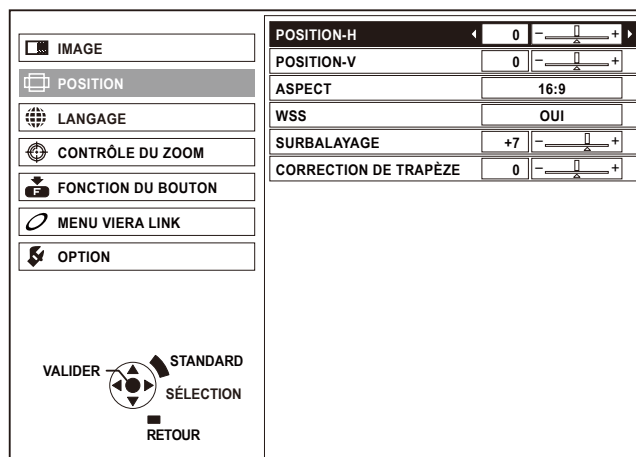 IMAGE
POSITION
LANGAGE
CONTRÔLE DU ZOOM
F FONCTION DU BOUTON
MENU VIERA LINK
OPTION
VALIDER
STANDARD
SÉLECTION
RETOUR
POSITION-H 0 - +
POSITION-V 0 - +
ASPECT 16:9
WSS OUI
SURBALAYAGE +7 - +
CORRECTION DE TRAPÈZE 0 - +